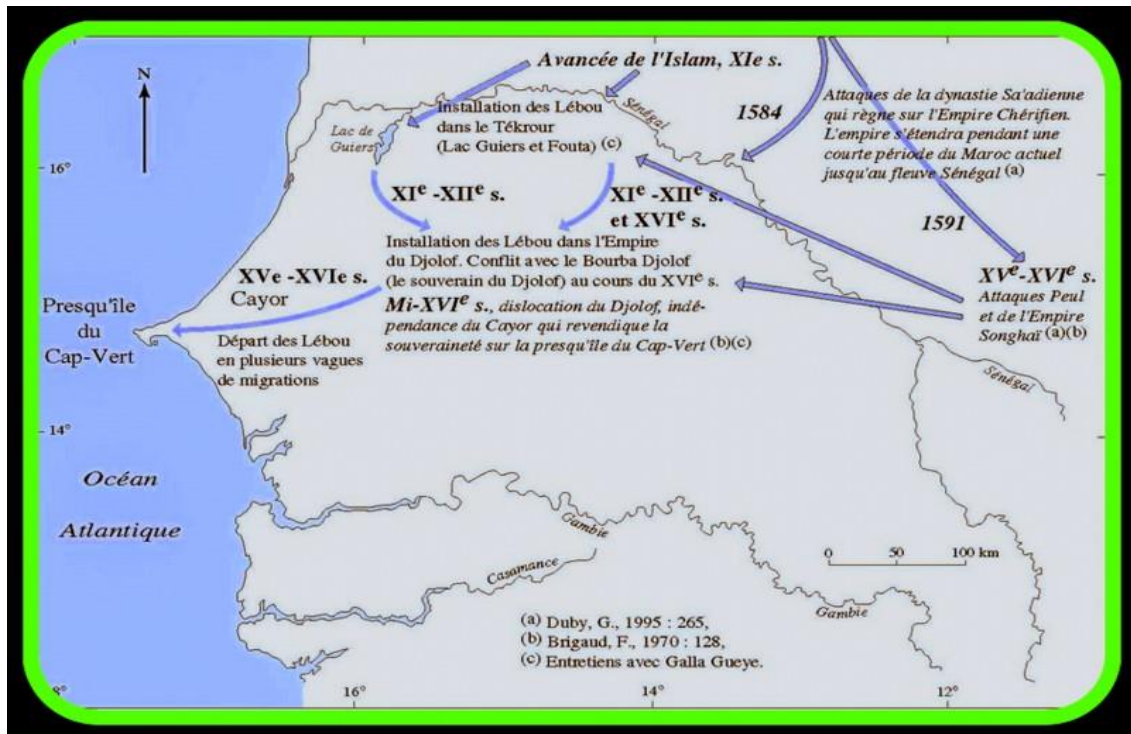 N
Avancée de l'Islam, XIe s.
Sénégal
1584
Attaques de la dynastie Sa'adienne
qui règne sur l'Empire Chérifien.
L'empire s'étendra pendant une
courte période du Maroc actuel
jusqu'au fleuve Sénégal (a)
Installation des Lébou
dans le Tékrour
(Lac Guiers et Fouta) (c)
Lac de
Guiers
16°
XIe -XIIe s.
XIe -XIIe s.
et XVIe s.
1591
Installation des Lébou dans l'Empire
du Djolof. Conflit avec le Bourba Djolof
(le souverain du Djolof) au cours du XVIe s.
Mi-XVIe s., dislocation du Djolof, indé-
pendance du Cayor qui revendique la
souveraineté sur la presqu'île du Cap-Vert (b)(c)
XVe-XVIe s.
Attaques Peul
et de l'Empire
Songhaï (a)(b)
XVe -XVIe s.
Cayor
Presqu'île
du
Cap-Vert
Départ des Lébou
en plusieurs vagues
de migrations
Sénégal
14°
Océan
Atlantique
Gambie
Casamance
0 50 100 km
Gambie
(a) Duby, G., 1995 : 265,
(b) Brigaud, F., 1970 : 128,
(c) Entretiens avec Galla Gueye.
8°
16°
14°
12°